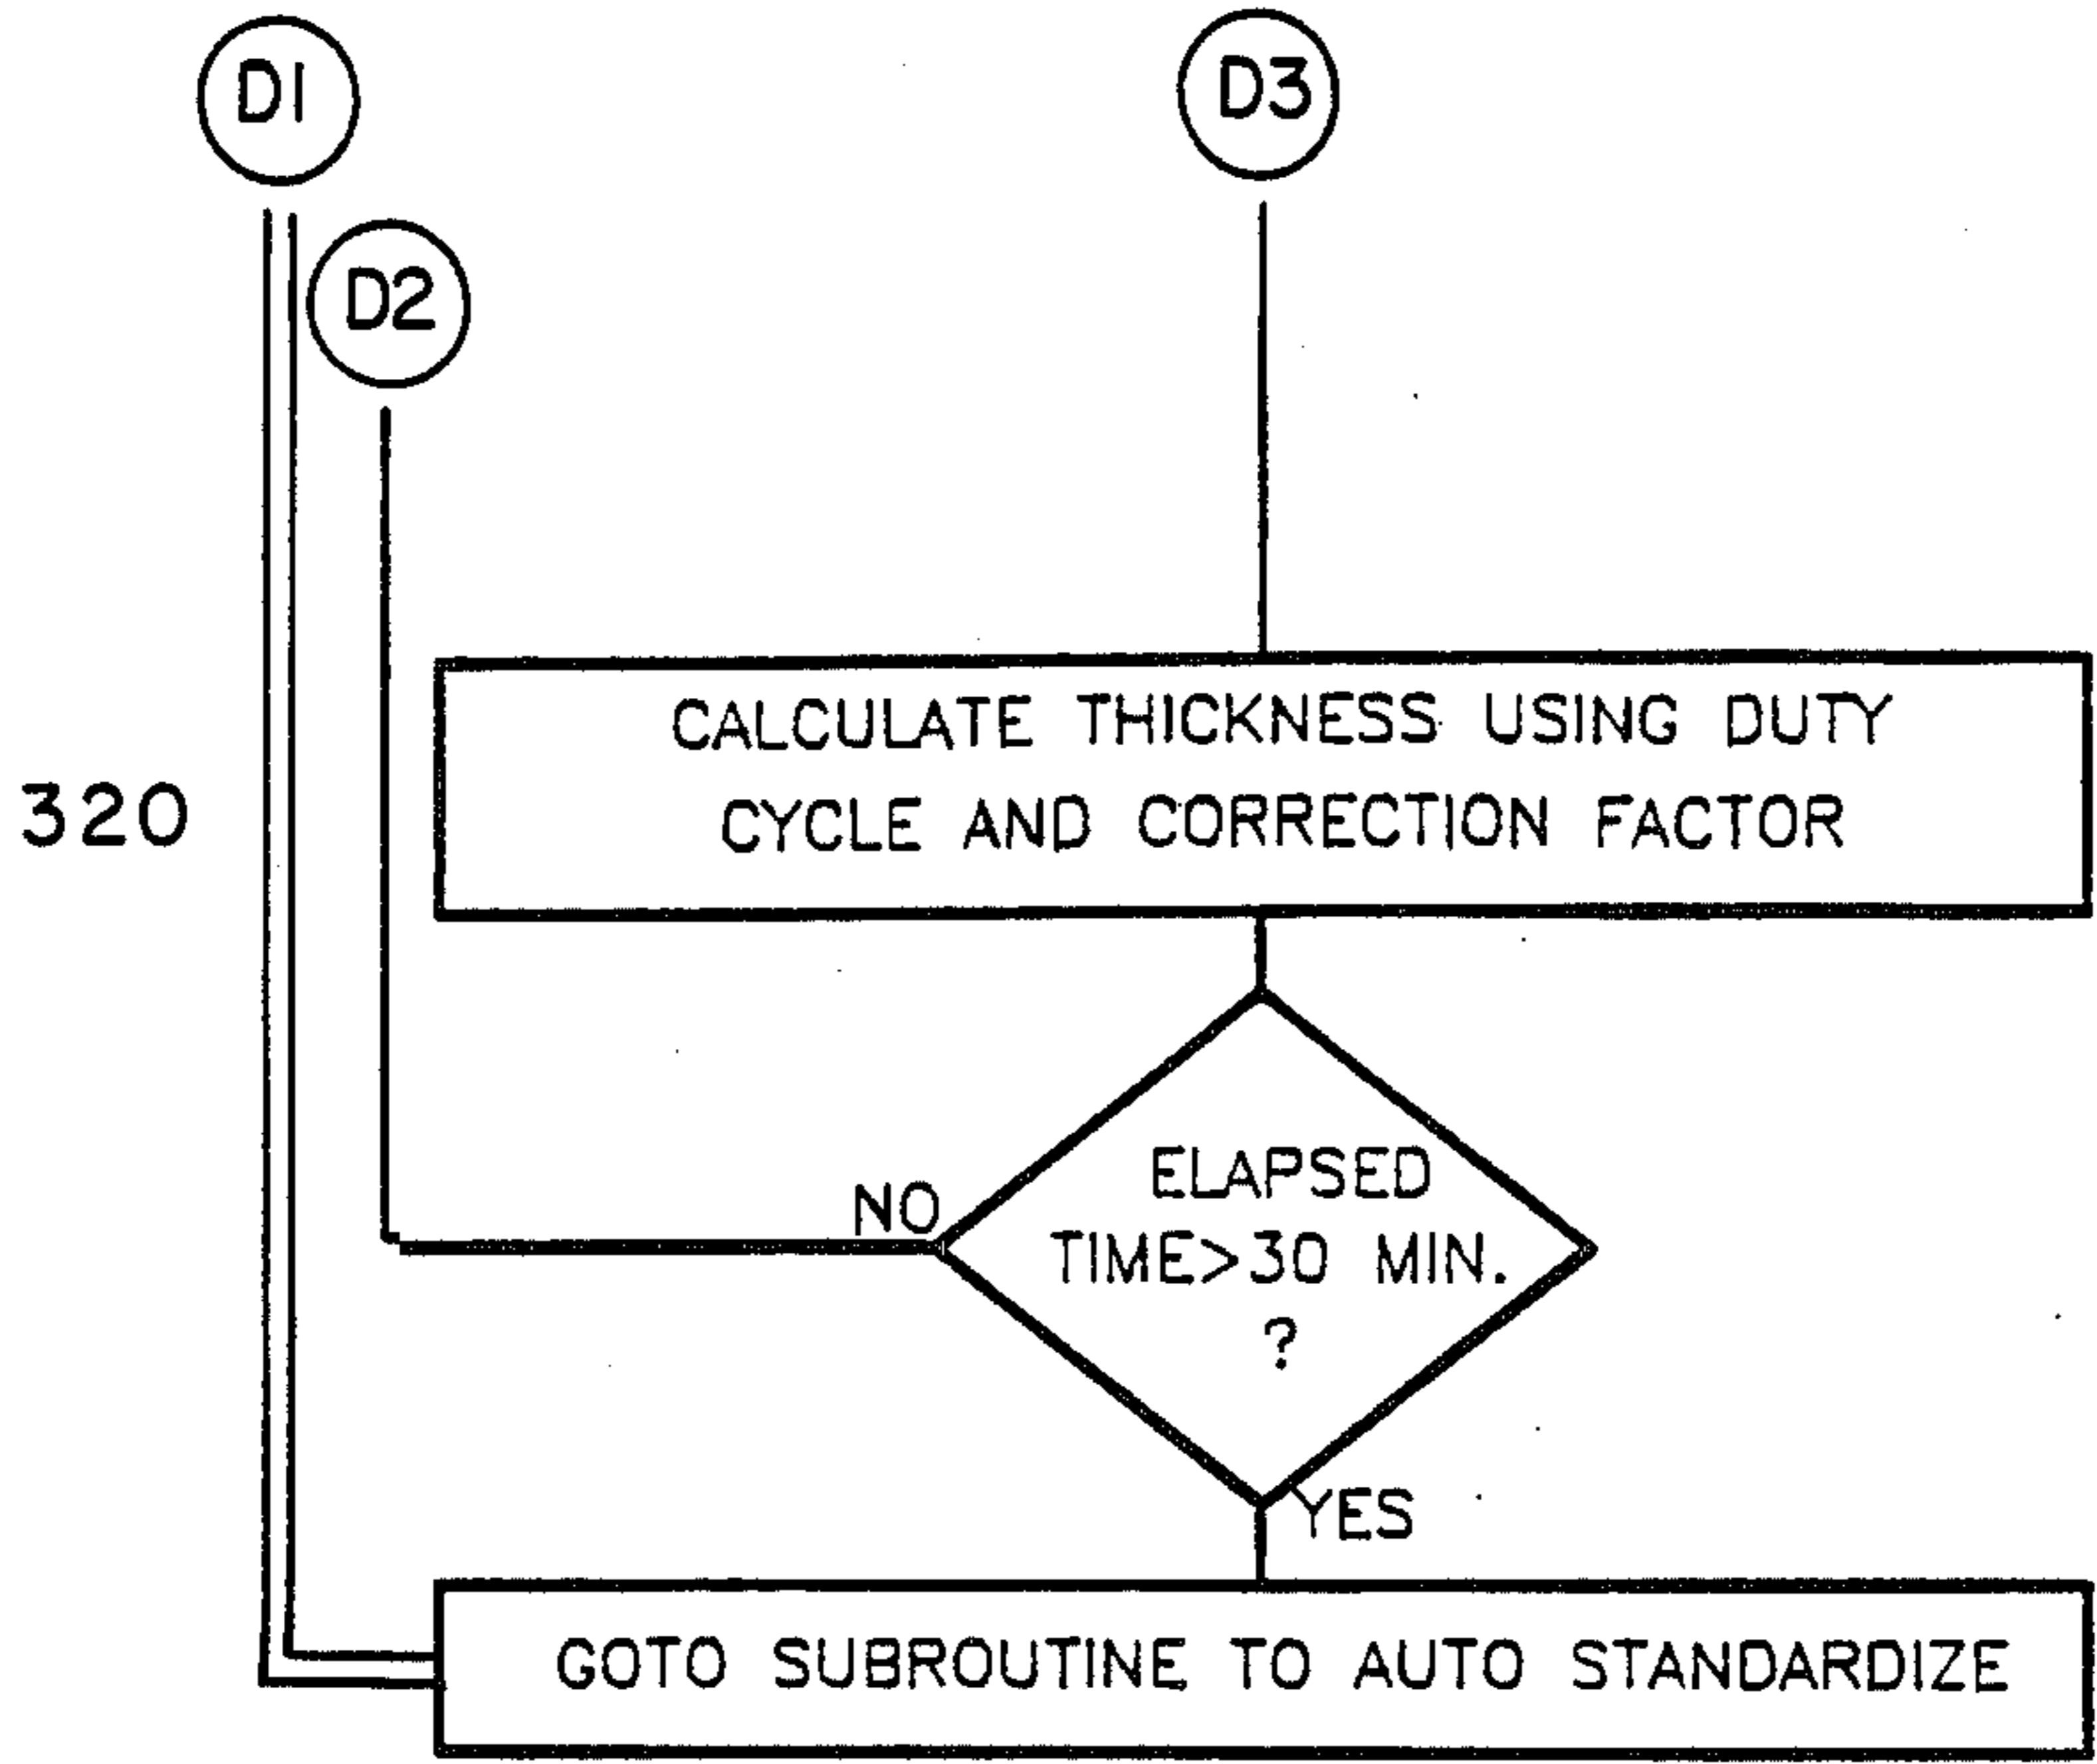 D1
D3
D2
320
CALCULATE THICKNESS USING DUTY
CYCLE AND CORRECTION FACTOR
NO
ELAPSED
TIME>30 MIN.
?
YES
GOTO SUBROUTINE TO AUTO STANDARDIZE